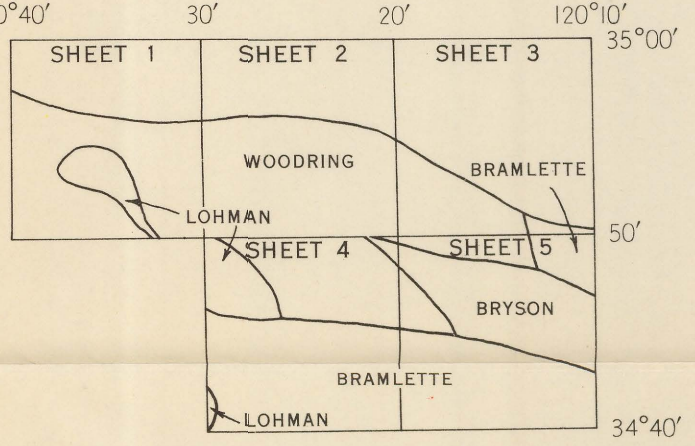 0°40' 30' 20' 120°10'
35°00'
SHEET 1 SHEET 2 SHEET 3
WOODRING
BRAMLETTE
LOHMAN
50'
SHEET 4 SHEET 5
BRYSON
BRAMLETTE
LOHMAN
34°40'